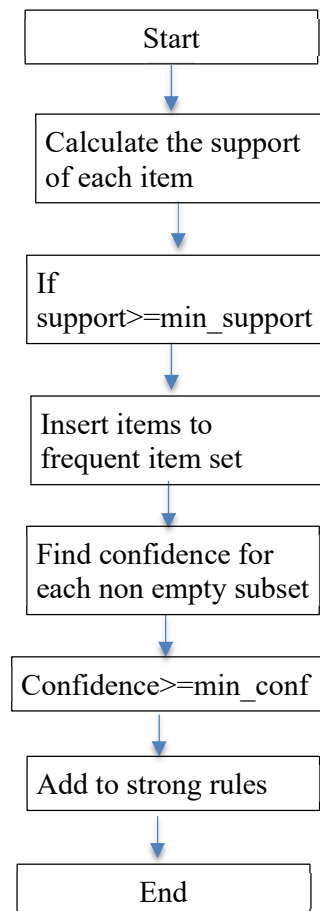 Start
Calculate the support
of each item
If
support>=min_support
Insert items to
frequent item set
Find confidence for
each non empty subset
Confidence>=min_conf
Add to strong rules
End